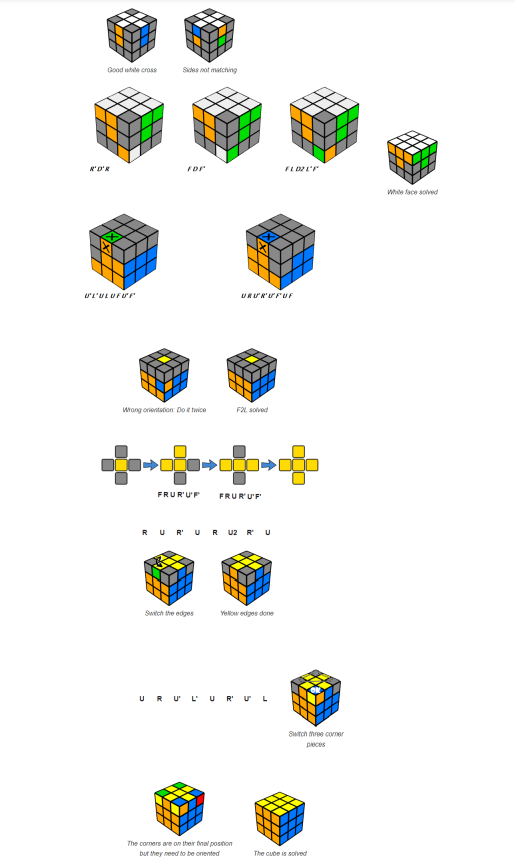 Good white cross
Sides not matching
R' D' R
F D F'
F L D2 L' F'
White face solved
U' L' U L U F U' F'
U R U' R' U' F' U F
Wrong orientation: Do it twice
F2L solved
F R U R' U' F'
F R U R' U' F'
R U R' U R U2 R' U
Switch the edges
Yellow edges done
U R U' L' U R' U' L
OK
Switch three corner
pieces
The corners are on their final position
but they need to be oriented
The cube is solved